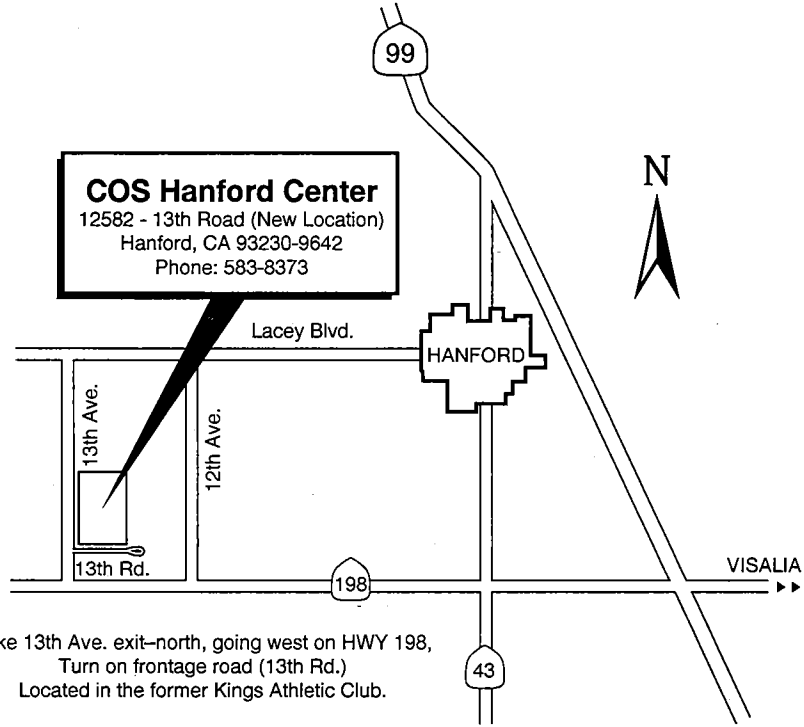 99
N
COS Hanford Center
12582 - 13th Road (New Location)
Hanford, CA 93230-9642
Phone: 583-8373
Lacey Blvd.
HANFORD
13th Ave.
12th Ave.
13th Rd.
198
VISALIA
13th Ave. exit–north, going west on HWY 198,
Turn on frontage road (13th Rd.)
Located in the former Kings Athletic Club.
43